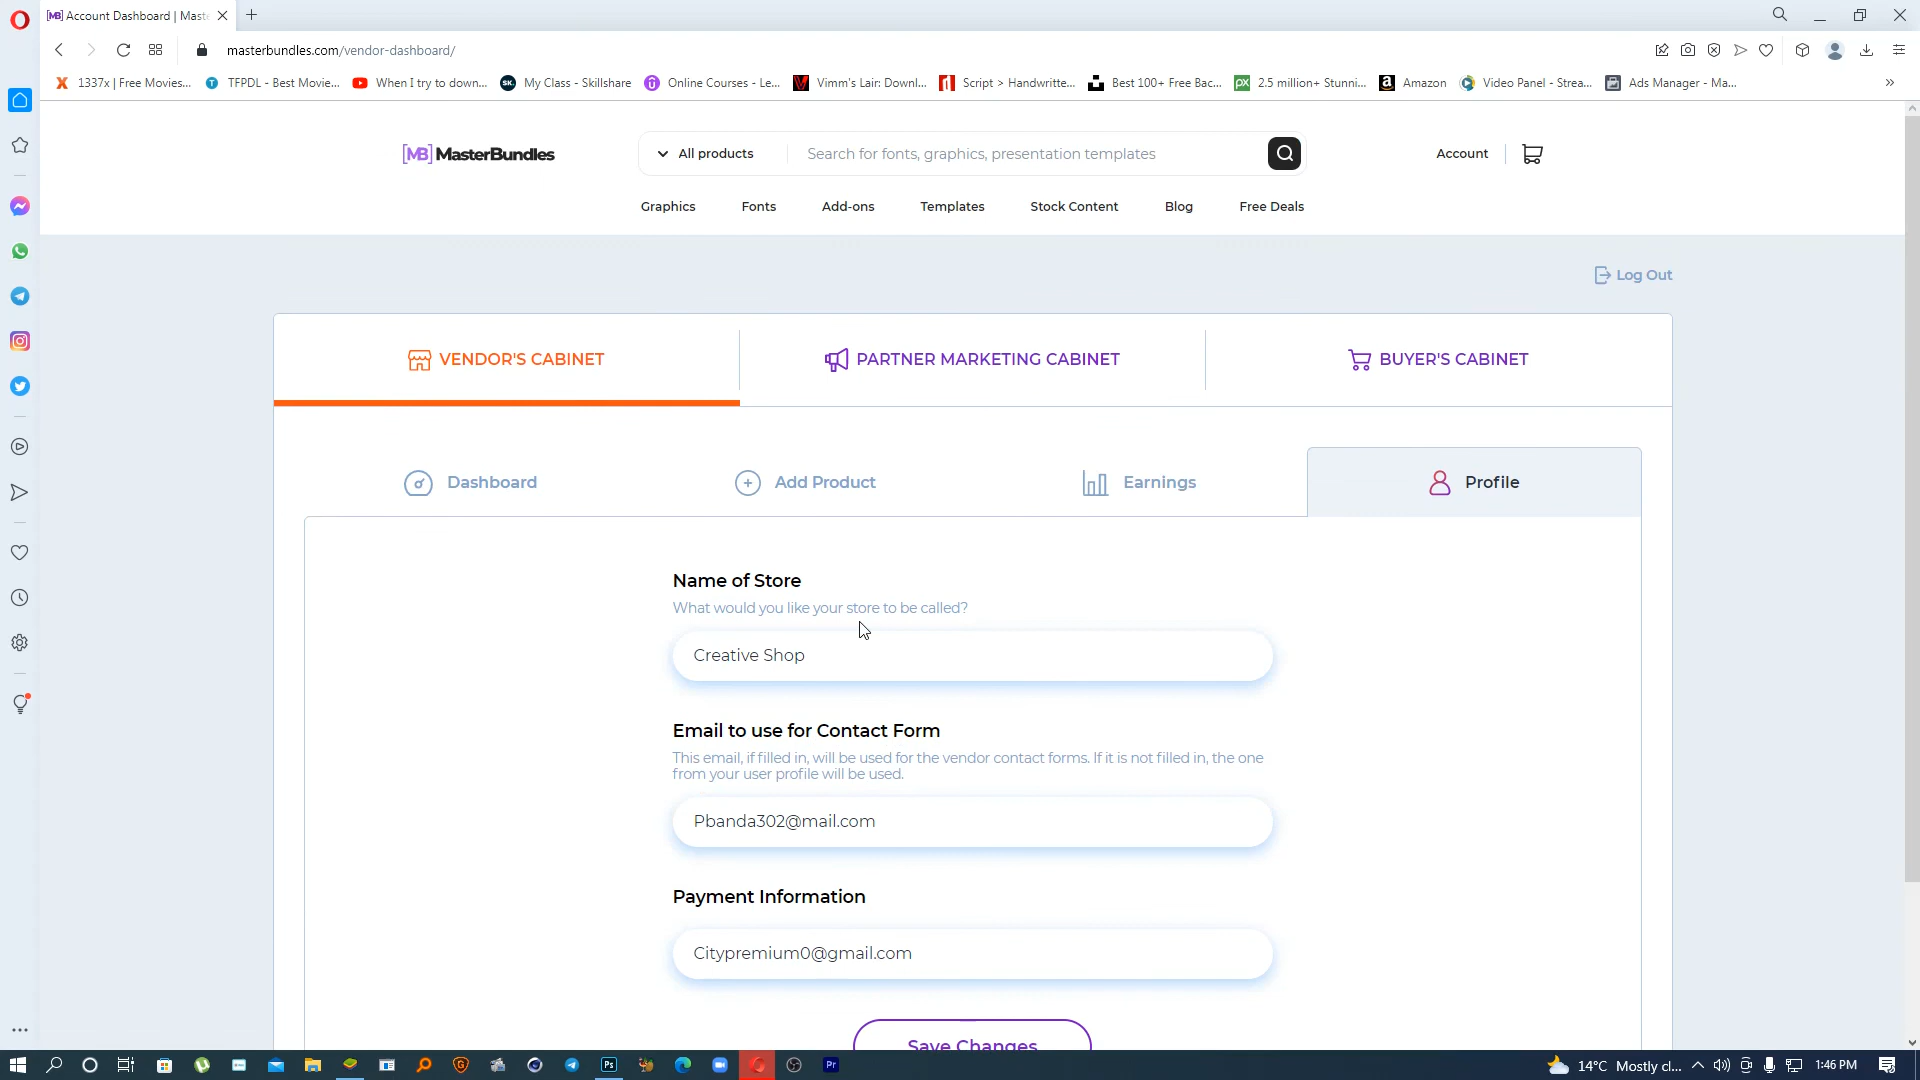 [MB] Account Dashboard | Maste
masterbundles.com/vendor-dashboard/
1337x | Free Movies...
TFPDL - Best Movie...
When I try to down...
SK.
My Class - Skillshare
Online Courses - Le...
Vimm's Lair: Downl...
Script > Handwritte...
Best 100+ Free Bac...
px
2.5 million+ Stunni...
Amazon
Video Panel - Strea...
Ads Manager - Ma...
[MB] MasterBundles
All products
Search for fonts, graphics, presentation templates
Account
Graphics
Fonts
Add-ons
Templates
Stock Content
Blog
Free Deals
Log Out
VENDOR'S CABINET
PARTNER MARKETING CABINET
BUYER'S CABINET
Dashboard
Add Product
Earnings
Profile
Name of Store
What would you like your store to be called?
Creative Shop
Email to use for Contact Form
This email, if filled in, will be used for the vendor contact forms. If it is not filled in, the one
from your user profile will be used.
Pbanda302@mail.com
Payment Information
Citypremium0@gmail.com
Save Changes
Ps
Pr
14°C Mostly cl...
1:46 PM